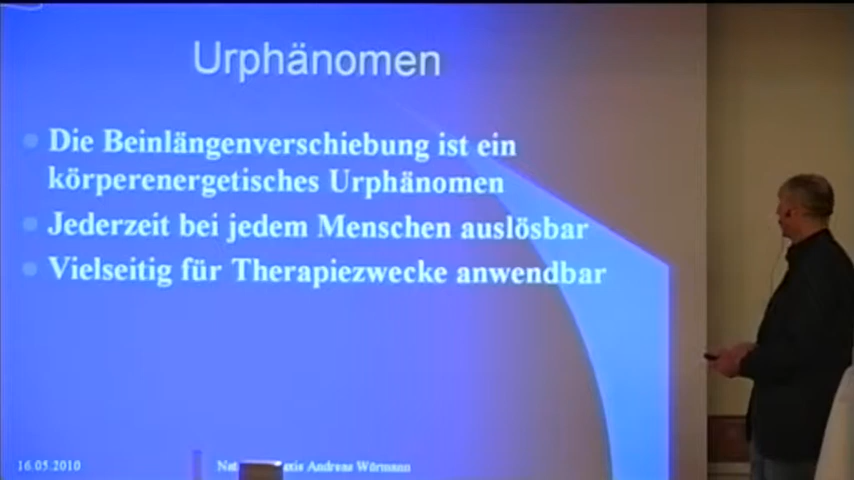 Urphänomen
Die Beinlängenverschiebung ist ein
körperenergetisches Urphänomen
Jederzeit bei jedem Menschen auslösbar
Vielseitig für Therapiezwecke anwendbar
16.05.2010
Andreas Würmann